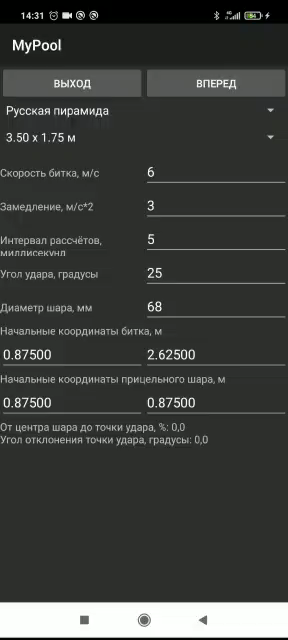 14:31
MyPool
ВЫХОД ВПЕРЕД
Русская пирамида
3.50 x 1.75 м
Скорость битка, м/с 6
Замедление, м/с*2 3
Интервал рассчётов, 5
миллисекунд
Угол удара, градусы 25
Диаметр шара, мм 68
Начальные координаты битка, м
0.87500 2.62500
Начальные координаты прицельного шара, м
0.87500 0.87500
От центра шара до точки удара, %: 0,0
Угол отклонения точки удара, градусы: 0,0